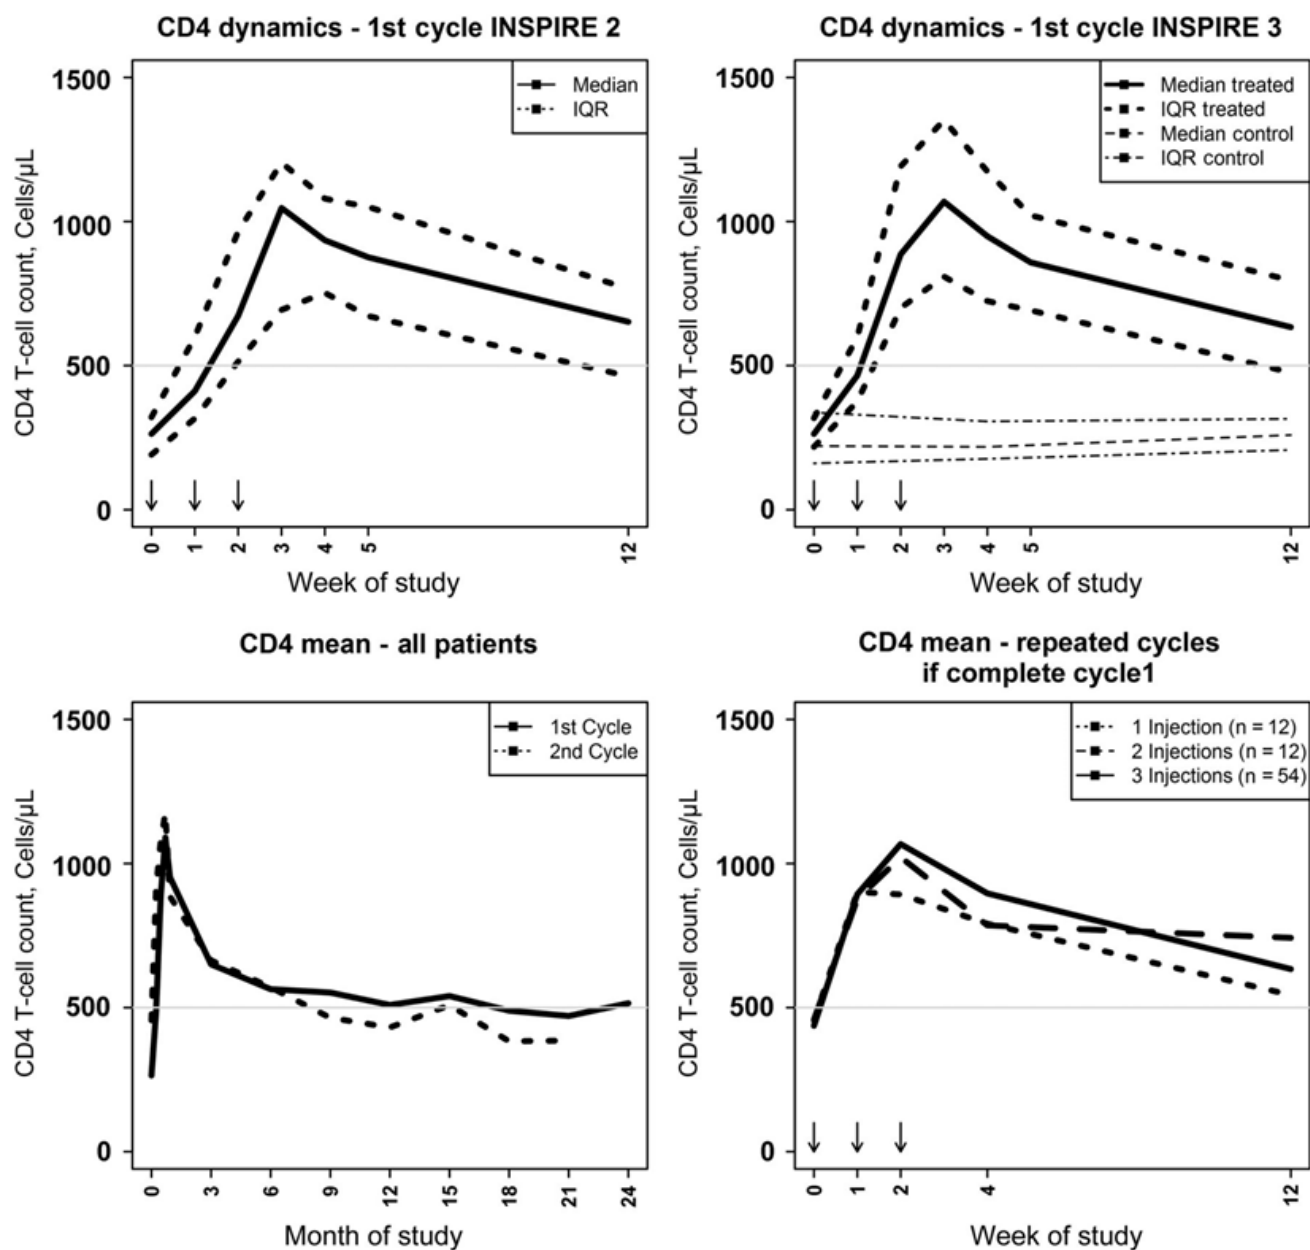 CD4 dynamics - 1st cycle INSPIRE 2
1500
1000
500
0
CD4 T-cell count, Cells/µL
Median
IQR
0 1 2 3 4 5 12
Week of study
CD4 dynamics - 1st cycle INSPIRE 3
1500
1000
500
0
CD4 T-cell count, Cells/µL
Median treated
IQR treated
Median control
IQR control
0 1 2 3 4 5 12
Week of study
CD4 mean - all patients
1500
1000
500
0
CD4 T-cell count, Cells/µL
1st Cycle
2nd Cycle
0 3 6 9 12 15 18 21 24
Month of study
CD4 mean - repeated cycles
if complete cycle1
1500
1000
500
0
CD4 T-cell count, Cells/µL
1 Injection (n = 12)
2 Injections (n = 12)
3 Injections (n = 54)
0 1 2 4 12
Week of study